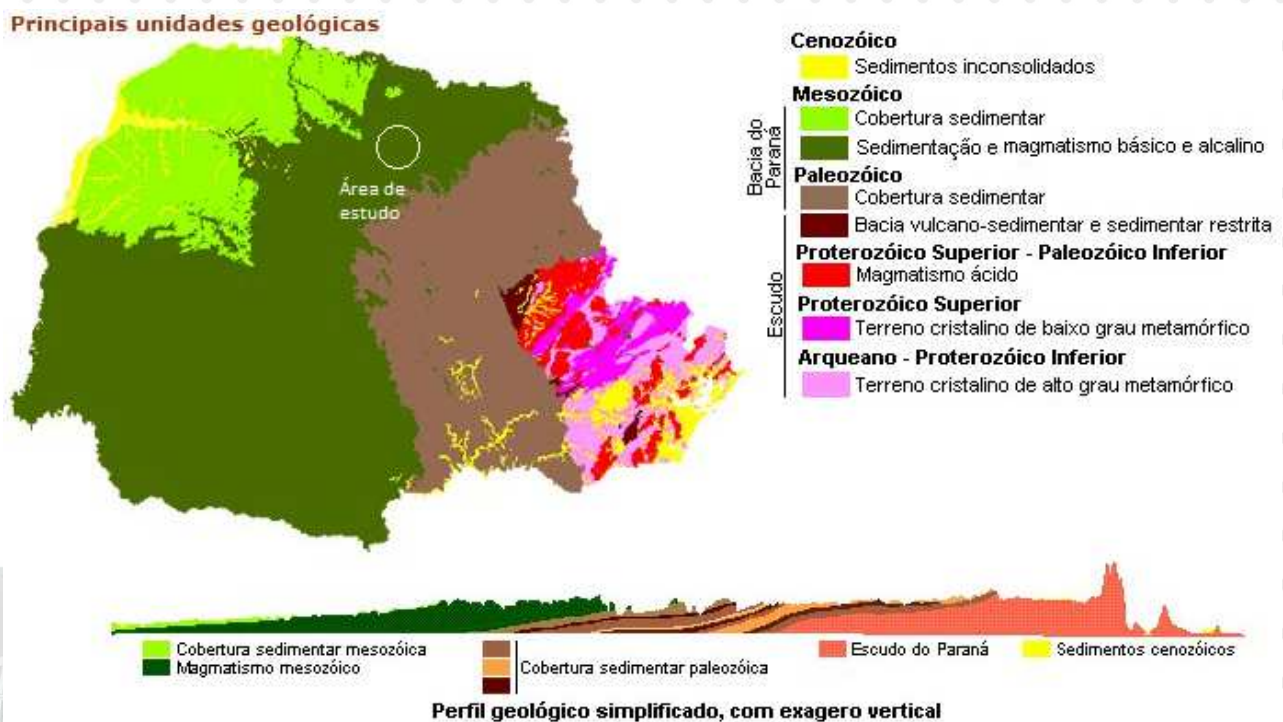 Principais unidades geológicas
Área de
estudo
Cenozóico
Sedimentos inconsolidados
Mesozóico
Cobertura sedimentar
Sedimentação e magmatismo básico e alcalino
Bacia do
Paraná
Paleozóico
Cobertura sedimentar
Bacia vulcano-sedimentar e sedimentar restrita
Escudo
Proterozóico Superior - Paleozóico Inferior
Magmatismo ácido
Proterozóico Superior
Terreno cristalino de baixo grau metamórfico
Arqueano - Proterozóico Inferior
Terreno cristalino de alto grau metamórfico
Cobertura sedimentar mesozóica
Magmatismo mesozóico
Cobertura sedimentar paleozóica
Escudo do Paraná
Sedimentos cenozóicos
Perfil geológico simplificado, com exagero vertical